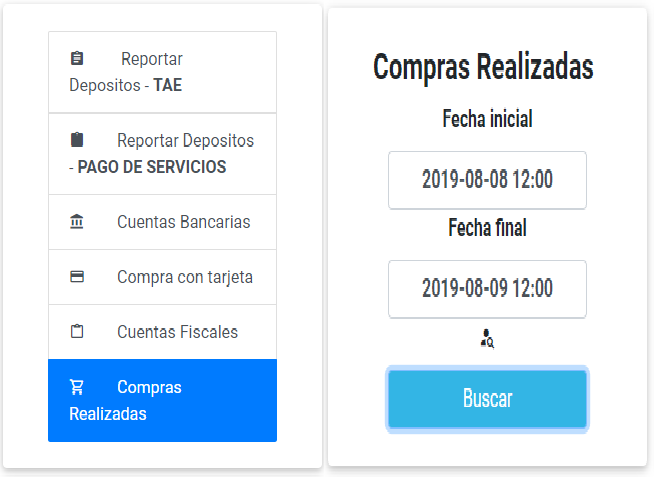 Reportar
Depositos - TAE
Reportar Depositos
- PAGO DE SERVICIOS
Cuentas Bancarias
Compra con tarjeta
Cuentas Fiscales
Compras
Realizadas
Compras Realizadas
Fecha inicial
2019-08-08 12:00
Fecha final
2019-08-09 12:00
Buscar